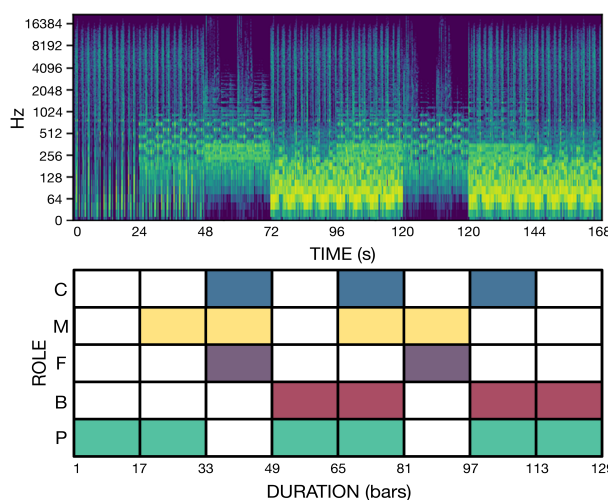 16384
8192
4096
2048
1024
512
256
128
64
0
Hz
0 24 48 72 96 120 120 144 168
TIME (s)
C
M
F
B
P
ROLE
1 17 33 49 65 81 97 113 129
DURATION (bars)